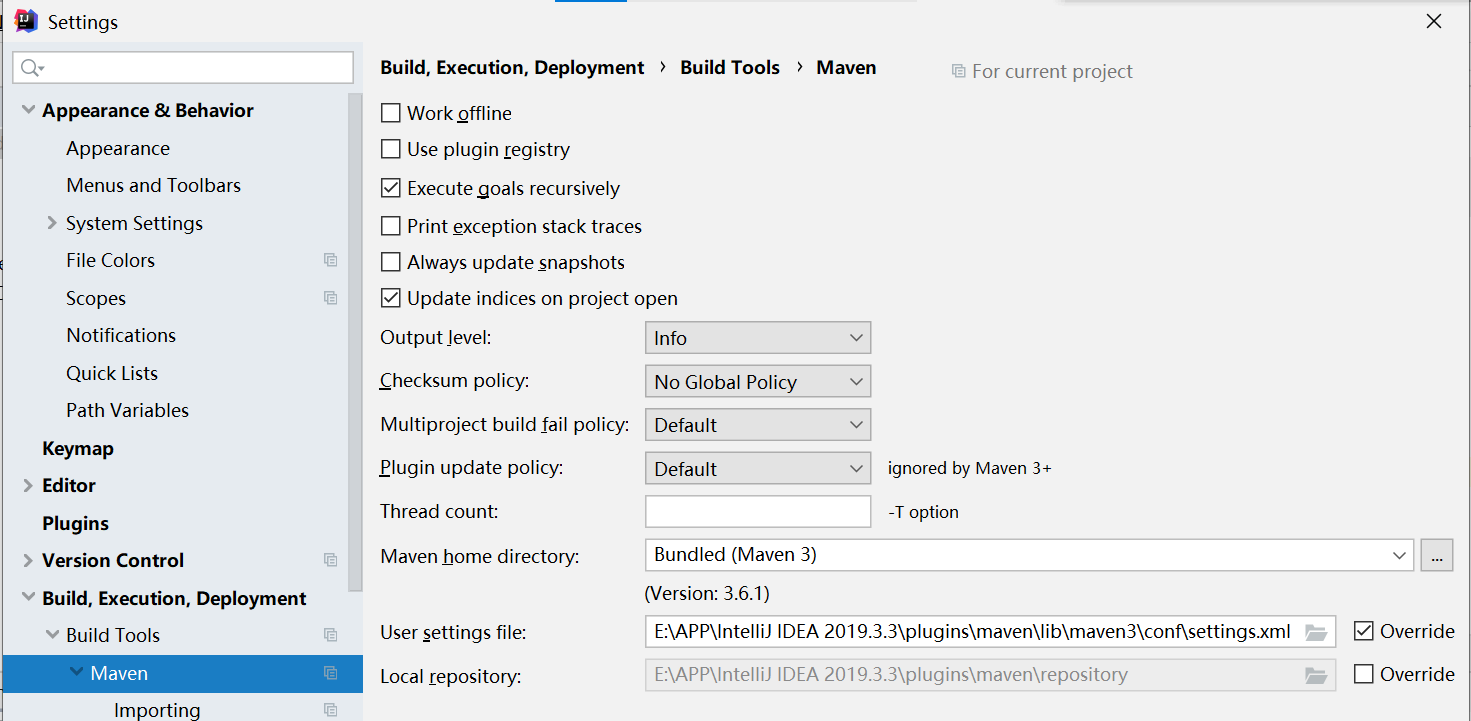 Settings
Appearance & Behavior
Appearance
Menus and Toolbars
System Settings
File Colors
Scopes
Notifications
Quick Lists
Path Variables
Keymap
Editor
Plugins
Version Control
Build, Execution, Deployment
Build Tools
Maven
Importing
Build, Execution, Deployment › Build Tools › Maven
For current project
Work offline
Use plugin registry
Execute goals recursively
Print exception stack traces
Always update snapshots
Update indices on project open
Output level: Info
Checksum policy: No Global Policy
Multiproject build fail policy: Default
Plugin update policy: Default ignored by Maven 3+
Thread count: -T option
Maven home directory: Bundled (Maven 3) ...
(Version: 3.6.1)
User settings file: E:\APP\IntelliJ IDEA 2019.3.3\plugins\maven\lib\maven3\conf\settings.xml Override
Local repository: E:\APP\IntelliJ IDEA 2019.3.3\plugins\maven\repository Override